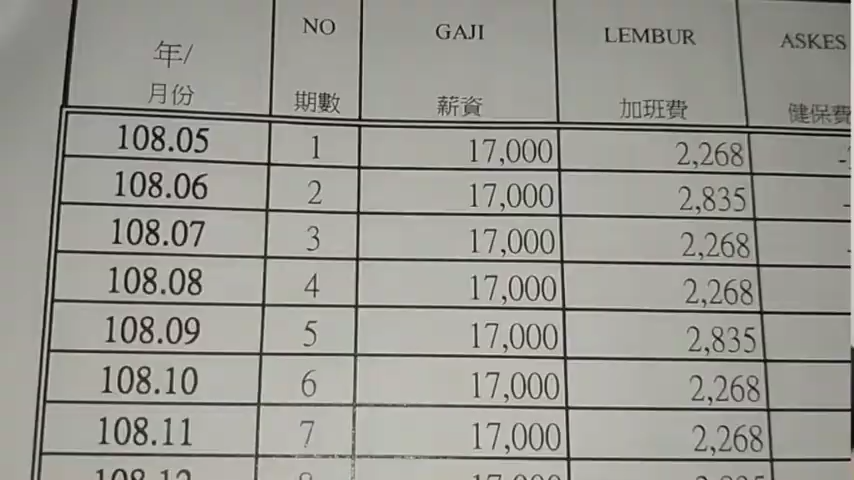 年/ NO GAJI LEMBUR ASKES
月份 期數 薪資 加班費 健保費
108.05 1 17,000 2,268
108.06 2 17,000 2,835
108.07 3 17,000 2,268
108.08 4 17,000 2,268
108.09 5 17,000 2,835
108.10 6 17,000 2,268
108.11 7 17,000 2,268